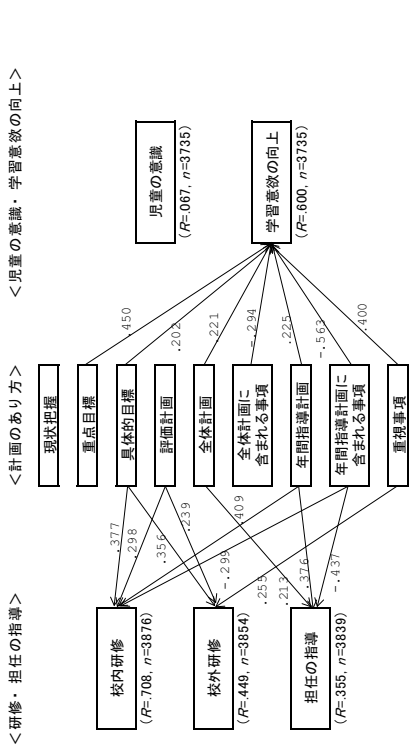 ＜研修・担任の指導＞
＜計画のあり方＞
＜児童の意識・学習意欲の向上＞
校内研修
(R=.708, n=3876)
校外研修
(R=.449, n=3854)
担任の指導
(R=.355, n=3839)
.377
.298
.356
.239
-.299
.409
.255
.213
.376
-.437
現状把握
重点目標
具体的目標
評価計画
全体計画
全体計画に
含まれる事項
年間指導計画
年間指導計画に
含まれる事項
重視事項
.450
.202
.221
-.294
.225
-.563
.400
児童の意識
(R=.067, n=3735)
学習意欲の向上
(R=.600, n=3735)